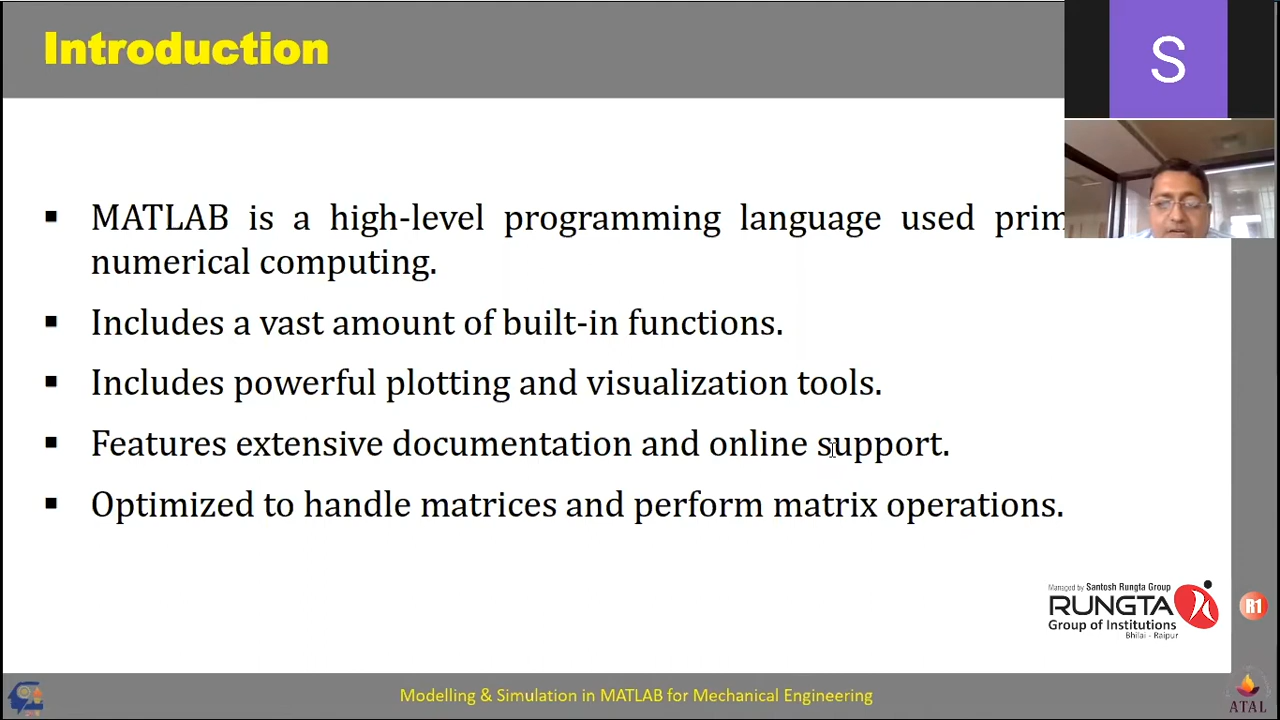 Introduction
S
MATLAB is a high-level programming language used prim
numerical computing.
Includes a vast amount of built-in functions.
Includes powerful plotting and visualization tools.
Features extensive documentation and online support.
Optimized to handle matrices and perform matrix operations.
Managed by Santosh Rungta Group
RUNGTA
Group of Institutions
Bhilai - Raipur
R1
Modelling & Simulation in MATLAB for Mechanical Engineering
ATAL